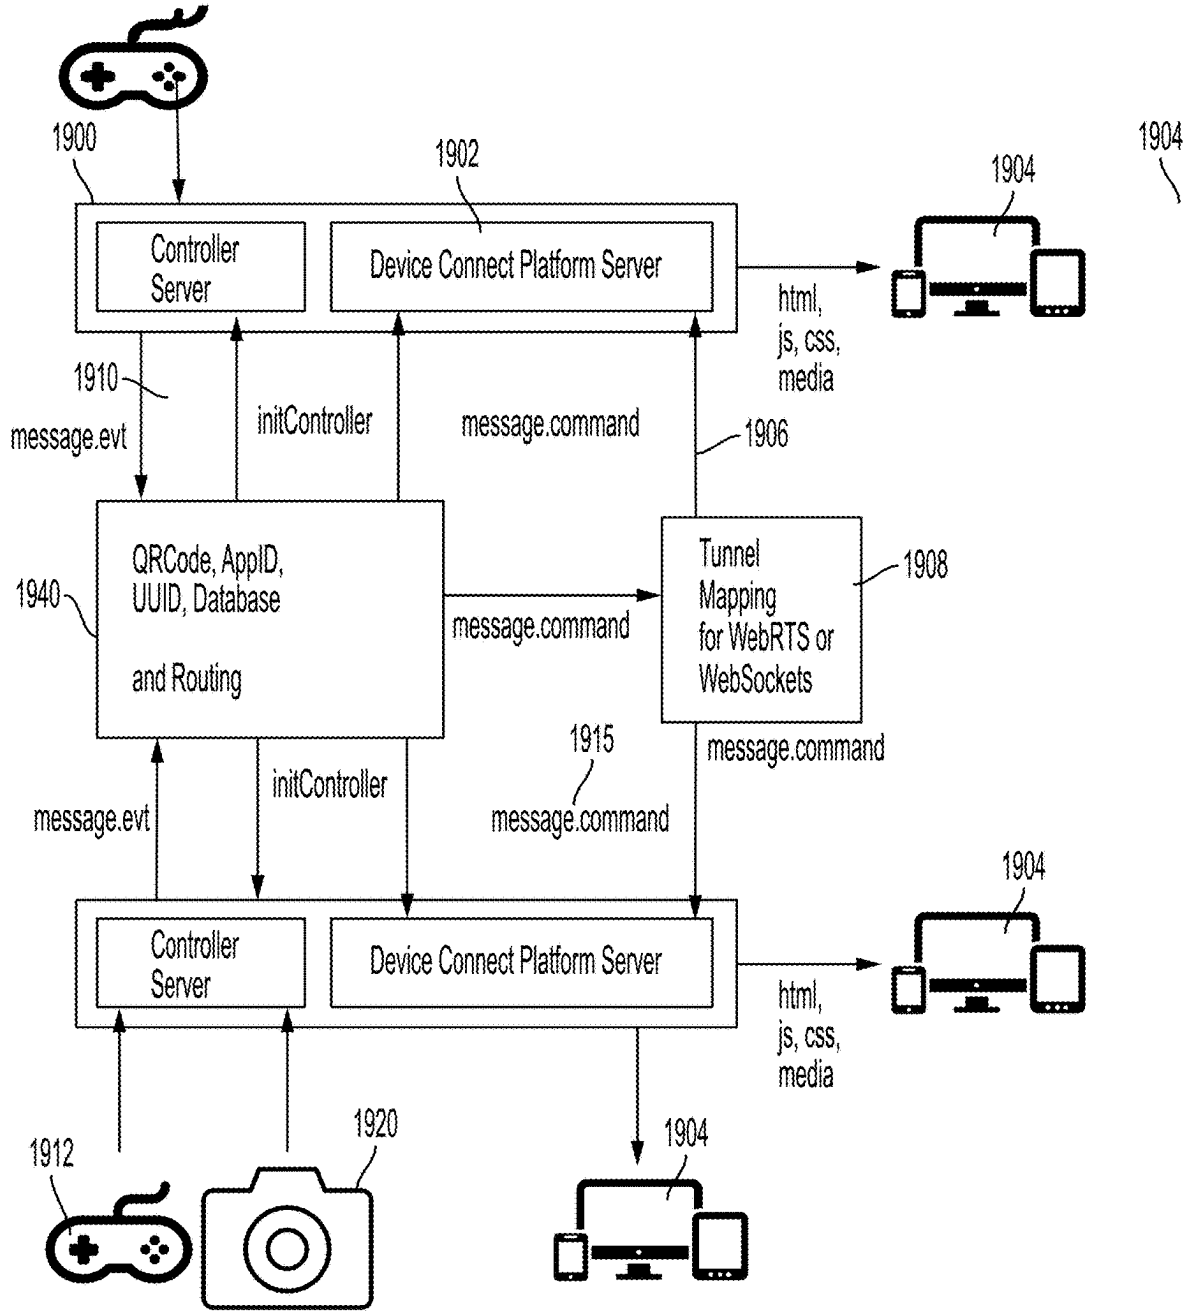 1900
1902
1904
1904
Controller
Server
Device Connect Platform Server
html,
js, css,
media
1910
message.evt
initController
message.command
1906
QRCode, AppID,
UUID, Database
and Routing
1940
message.command
Tunnel
Mapping
for WebRTS or
WebSockets
1908
message.evt
initController
1915
message.command
message.command
Controller
Server
Device Connect Platform Server
1904
html,
js, css,
media
1912
1920
1904